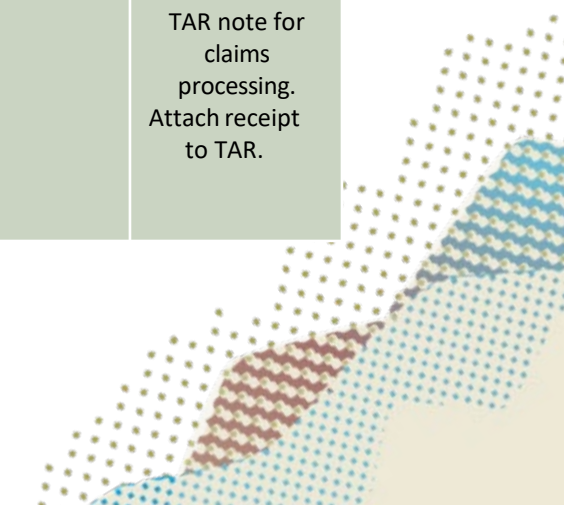 TAR note for
claims
processing.
Attach receipt
to TAR.